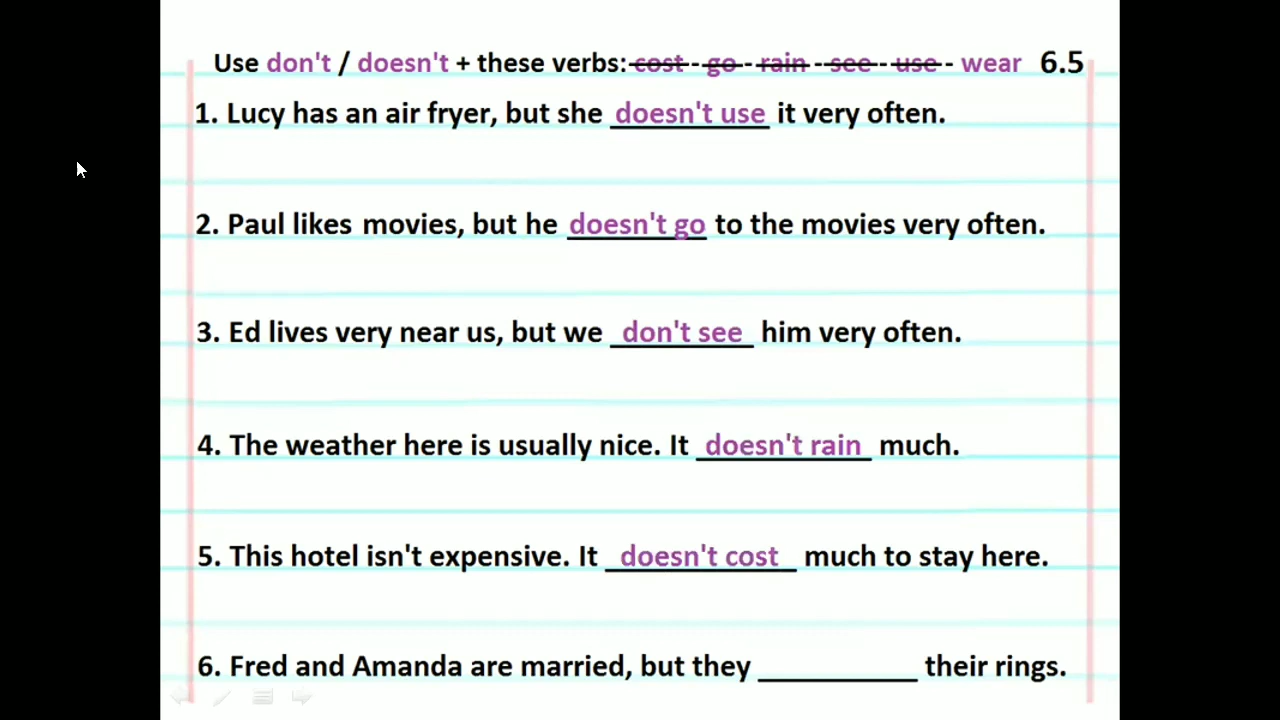 Use don't / doesn't + these verbs: cost - go - rain - see - use - wear 6.5
1. Lucy has an air fryer, but she doesn't use it very often.
2. Paul likes movies, but he doesn't go to the movies very often.
3. Ed lives very near us, but we don't see him very often.
4. The weather here is usually nice. It doesn't rain much.
5. This hotel isn't expensive. It doesn't cost much to stay here.
6. Fred and Amanda are married, but they __________ their rings.